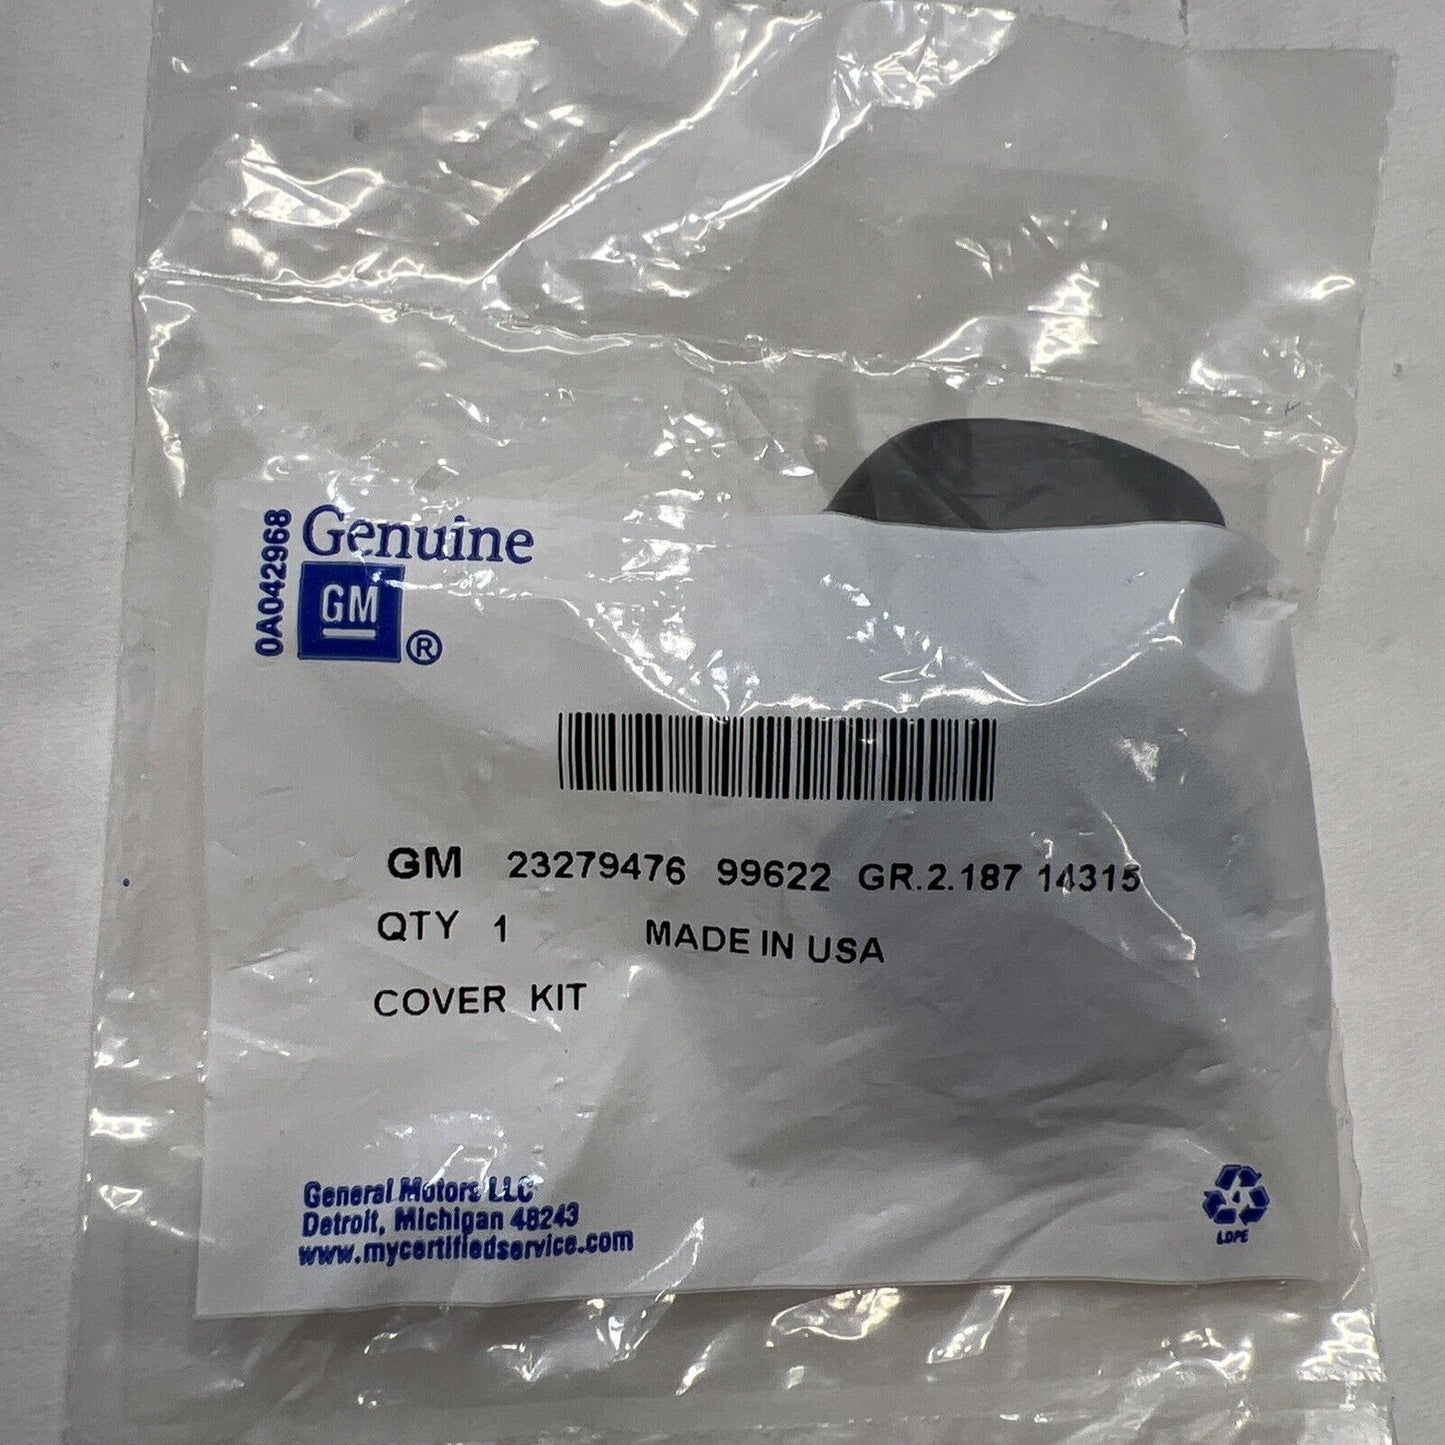 0A042968
Genuine
GM
®
GM 23279476 99622 GR.2.187 14315
QTY 1 MADE IN USA
COVER KIT
General Motors LLC
Detroit, Michigan 48243
www.mycertifiedservice.com
4
LDPE